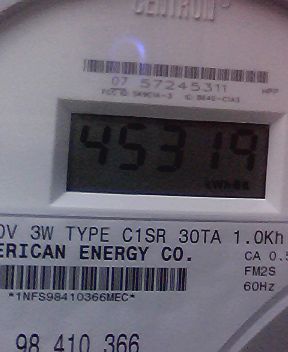 CENTRON
07 57245311
45319
kWh
0V 3W TYPE C1SR 30TA 1.0Kh
ERICAN ENERGY CO.
CA 0.5
FM2S
60Hz
*1NFS98410366MEC*
98 410 366